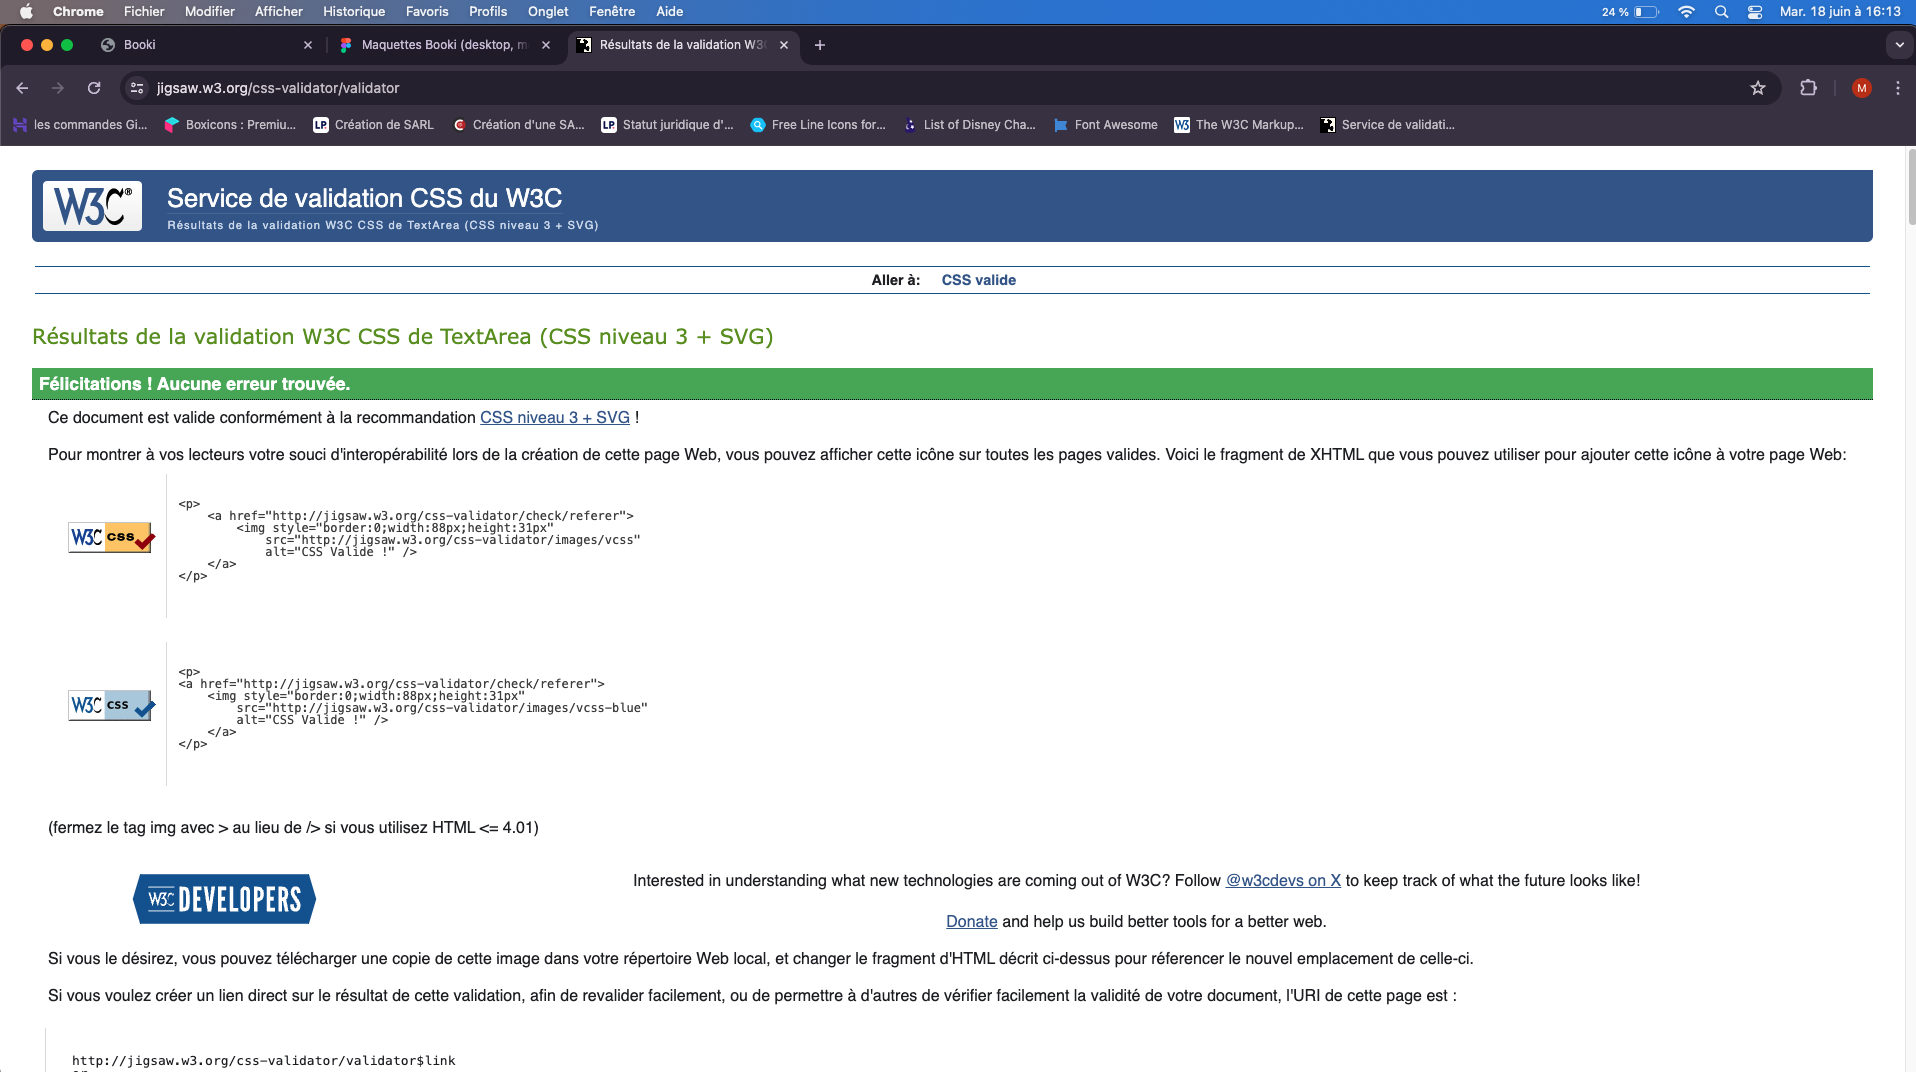 Chrome Fichier Modifier Afficher Historique Favoris Profils Onglet Fenêtre Aide 24 % Mar. 18 juin à 16:13
Booki Maquettes Booki (desktop, m Résultats de la validation W3
jigsaw.w3.org/css-validator/validator M
les commandes Gi... Boxicons : Premiu... LP Création de SARL Création d'une SA... LP Statut juridique d'... Free Line Icons for... List of Disney Cha... Font Awesome W3 The W3C Markup... Service de validati...
W3C® Service de validation CSS du W3C
Résultats de la validation W3C CSS de TextArea (CSS niveau 3 + SVG)
Aller à: CSS valide
Résultats de la validation W3C CSS de TextArea (CSS niveau 3 + SVG)
Félicitations ! Aucune erreur trouvée.
Ce document est valide conformément à la recommandation CSS niveau 3 + SVG !
Pour montrer à vos lecteurs votre souci d'interopérabilité lors de la création de cette page Web, vous pouvez afficher cette icône sur toutes les pages valides. Voici le fragment de XHTML que vous pouvez utiliser pour ajouter cette icône à votre page Web:
W3C css
<p>
<a href="http://jigsaw.w3.org/css-validator/check/referer">
<img style="border:0;width:88px;height:31px"
src="http://jigsaw.w3.org/css-validator/images/vcss"
alt="CSS Valide !" />
</a>
</p>
W3C css
<p>
<a href="http://jigsaw.w3.org/css-validator/check/referer">
<img style="border:0;width:88px;height:31px"
src="http://jigsaw.w3.org/css-validator/images/vcss-blue"
alt="CSS Valide !" />
</a>
</p>
(fermez le tag img avec > au lieu de /> si vous utilisez HTML <= 4.01)
W3C DEVELOPERS
Interested in understanding what new technologies are coming out of W3C? Follow @w3cdevs on X to keep track of what the future looks like!
Donate and help us build better tools for a better web.
Si vous le désirez, vous pouvez télécharger une copie de cette image dans votre répertoire Web local, et changer le fragment d'HTML décrit ci-dessus pour réferencer le nouvel emplacement de celle-ci.
Si vous voulez créer un lien direct sur le résultat de cette validation, afin de revalider facilement, ou de permettre à d'autres de vérifier facilement la validité de votre document, l'URI de cette page est :
http://jigsaw.w3.org/css-validator/validator$link